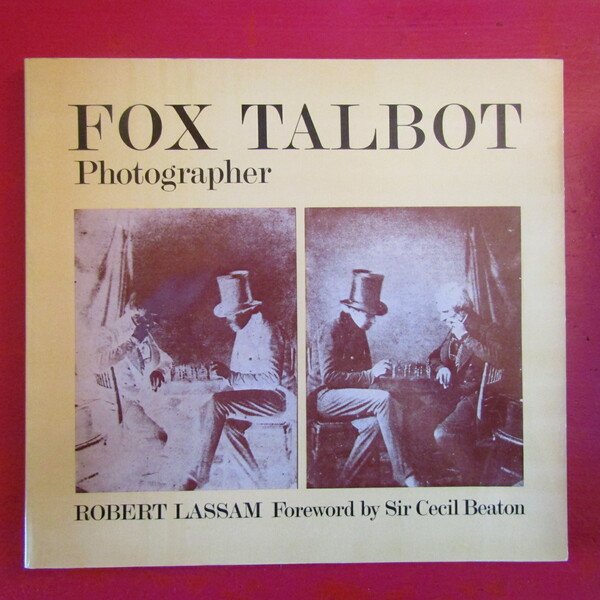 FOX TALBOT
Photographer
ROBERT LASSAM Foreword by Sir Cecil Beaton